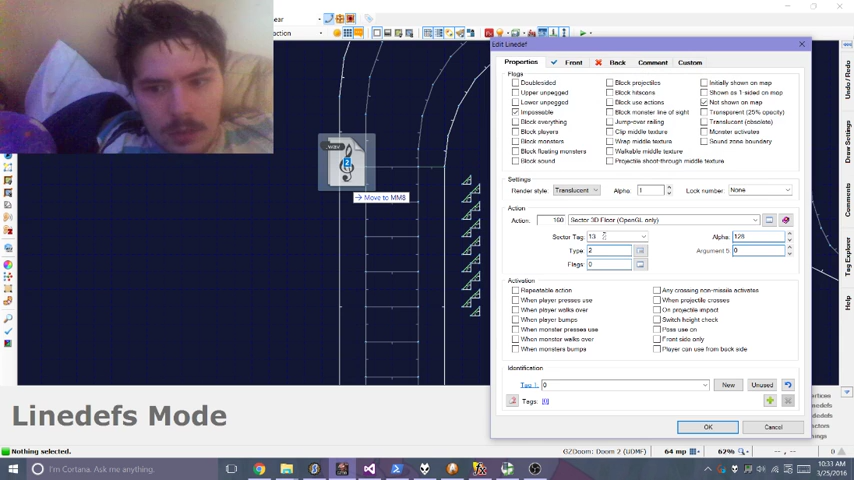 Edit Linedef
Properties Front Back Comment Custom
Flags
Doublesided Block projectiles Initially shown on map
Upper unpegged Block hitscans Shown as 1-sided on map
Lower unpegged Block use actions Not shown on map
Impassable Block monster line of sight Transparent (25% opacity)
Block everything Jump-over railing Translucent (obsolete)
Block players Clip middle texture Monster activates
Block monsters Wrap middle texture Sound zone boundary
Block floating monsters Walkable middle texture
Block sound Projectile shoot-through middle texture
.wav
2
Move to MM8
Settings
Render style: Translucent Alpha: 1 Lock number: None
Action
Action: 160 Sector 3D Floor (OpenGL only)
Sector Tag: 13 Alpha: 128
Type: 2 Argument 5: 0
Flags: 0
Activation
Repeatable action Any crossing non-missile activates
When player presses use When projectile crosses
When player walks over On projectile impact
When player bumps Switch height check
When monster presses use Pass use on
When monster walks over Front side only
When monsters bumps Player can use from back side
Identification
Tag 1: 0 New Unused
Tags: [0]
OK Cancel
Undo / Redo
Draw Settings
Tag Explorer
Help
Linedefs Mode
Nothing selected.
GZDoom: Doom 2 (UDMF) 64 mp 62% -- , --
I'm Cortana. Ask me anything.
10:33 AM
3/25/2016